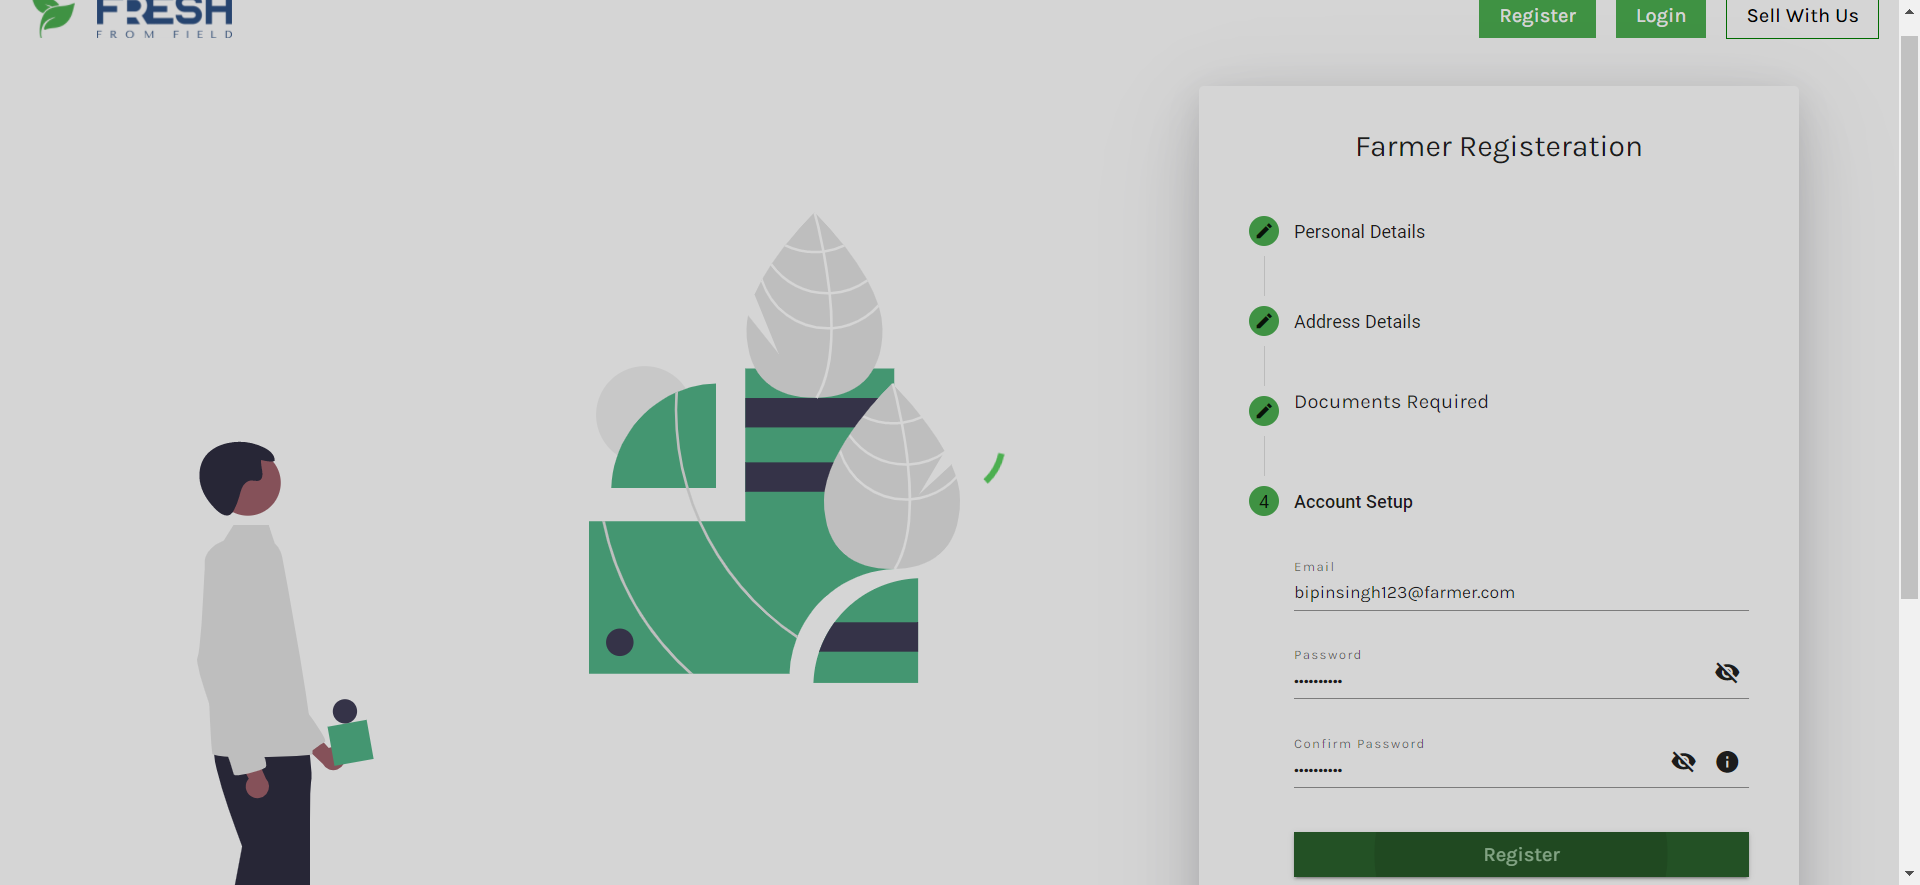 FRESH
FROM FIELD
Register
Login
Sell With Us
Farmer Registeration
Personal Details
Address Details
Documents Required
4
Account Setup
Email
bipinsingh123@farmer.com
Password
••••••••••
Confirm Password
••••••••••
Register